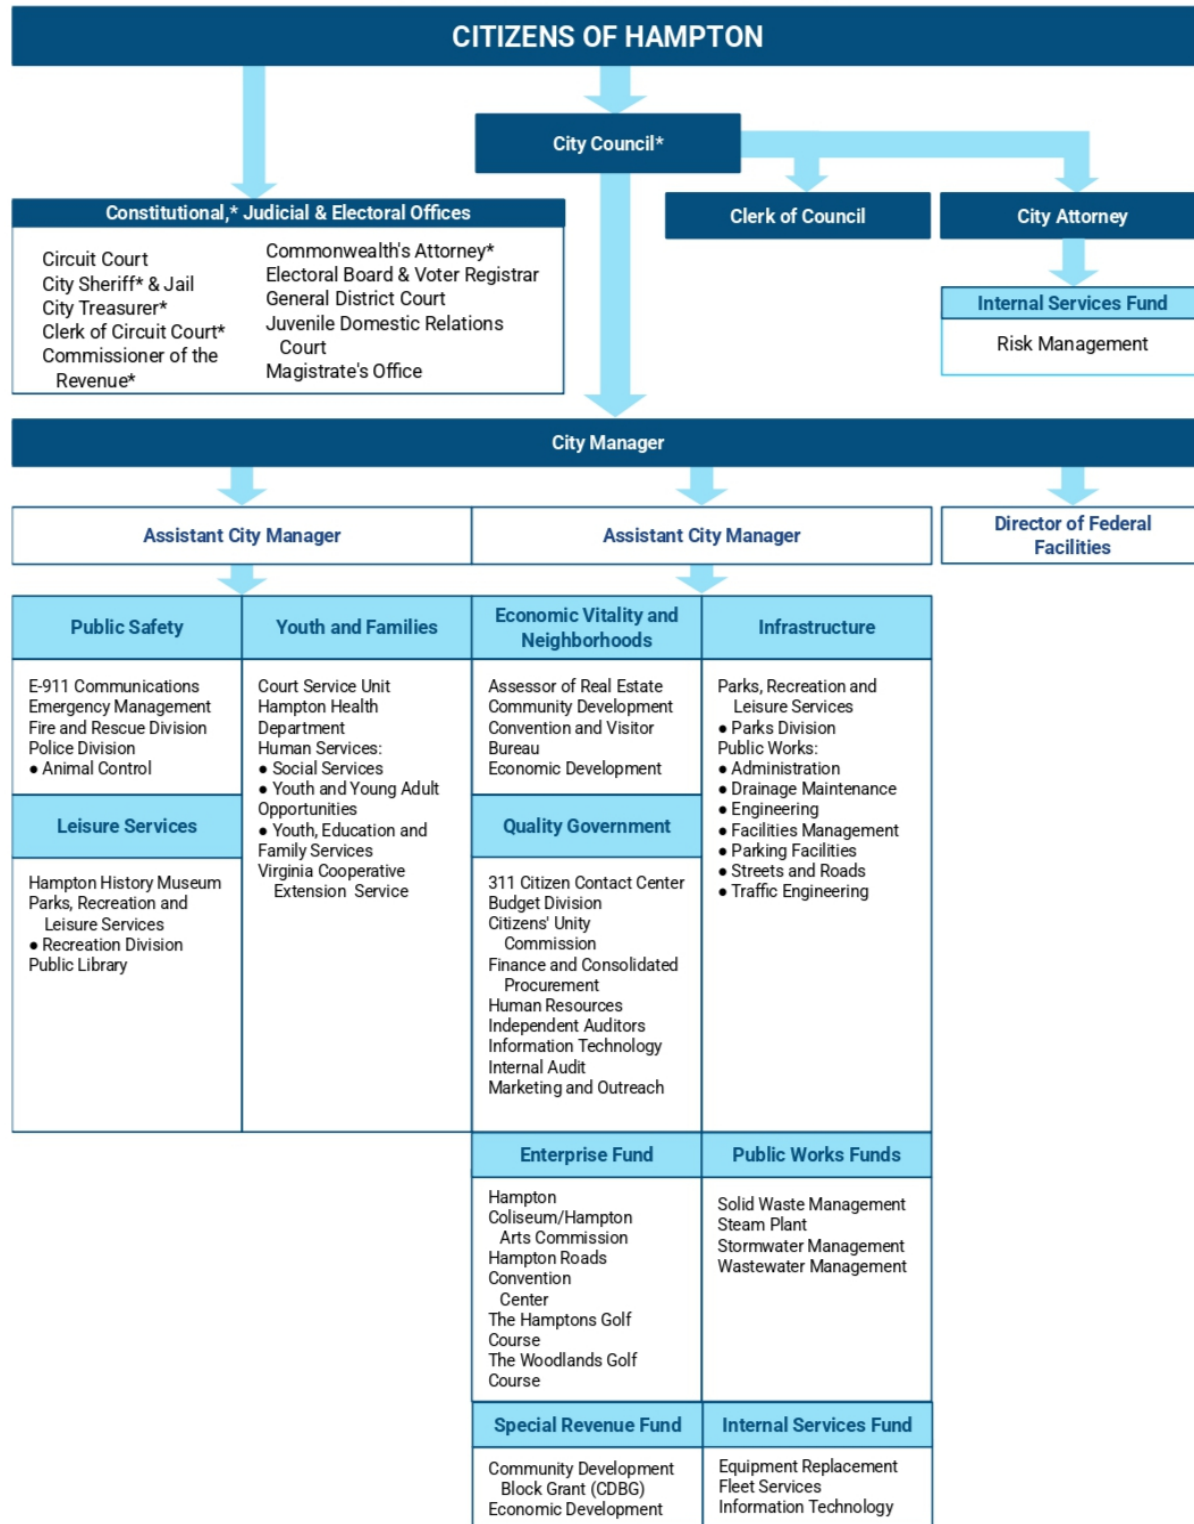 CITIZENS OF HAMPTON
City Council*
Clerk of Council
City Attorney
Constitutional,* Judicial & Electoral Offices
Circuit Court
City Sheriff* & Jail
City Treasurer*
Clerk of Circuit Court*
Commissioner of the
Revenue*
Commonwealth's Attorney*
Electoral Board & Voter Registrar
General District Court
Juvenile Domestic Relations
Court
Magistrate's Office
Internal Services Fund
Risk Management
City Manager
Assistant City Manager
Assistant City Manager
Director of Federal
Facilities
Public Safety
E-911 Communications
Emergency Management
Fire and Rescue Division
Police Division
● Animal Control
Leisure Services
Hampton History Museum
Parks, Recreation and
Leisure Services
● Recreation Division
Public Library
Youth and Families
Court Service Unit
Hampton Health
Department
Human Services:
● Social Services
● Youth and Young Adult
Opportunities
● Youth, Education and
Family Services
Virginia Cooperative
Extension Service
Economic Vitality and
Neighborhoods
Assessor of Real Estate
Community Development
Convention and Visitor
Bureau
Economic Development
Quality Government
311 Citizen Contact Center
Budget Division
Citizens' Unity
Commission
Finance and Consolidated
Procurement
Human Resources
Independent Auditors
Information Technology
Internal Audit
Marketing and Outreach
Infrastructure
Parks, Recreation and
Leisure Services
● Parks Division
Public Works:
● Administration
● Drainage Maintenance
● Engineering
● Facilities Management
● Parking Facilities
● Streets and Roads
● Traffic Engineering
Enterprise Fund
Hampton
Coliseum/Hampton
Arts Commission
Hampton Roads
Convention
Center
The Hamptons Golf
Course
The Woodlands Golf
Course
Public Works Funds
Solid Waste Management
Steam Plant
Stormwater Management
Wastewater Management
Special Revenue Fund
Community Development
Block Grant (CDBG)
Economic Development
Internal Services Fund
Equipment Replacement
Fleet Services
Information Technology